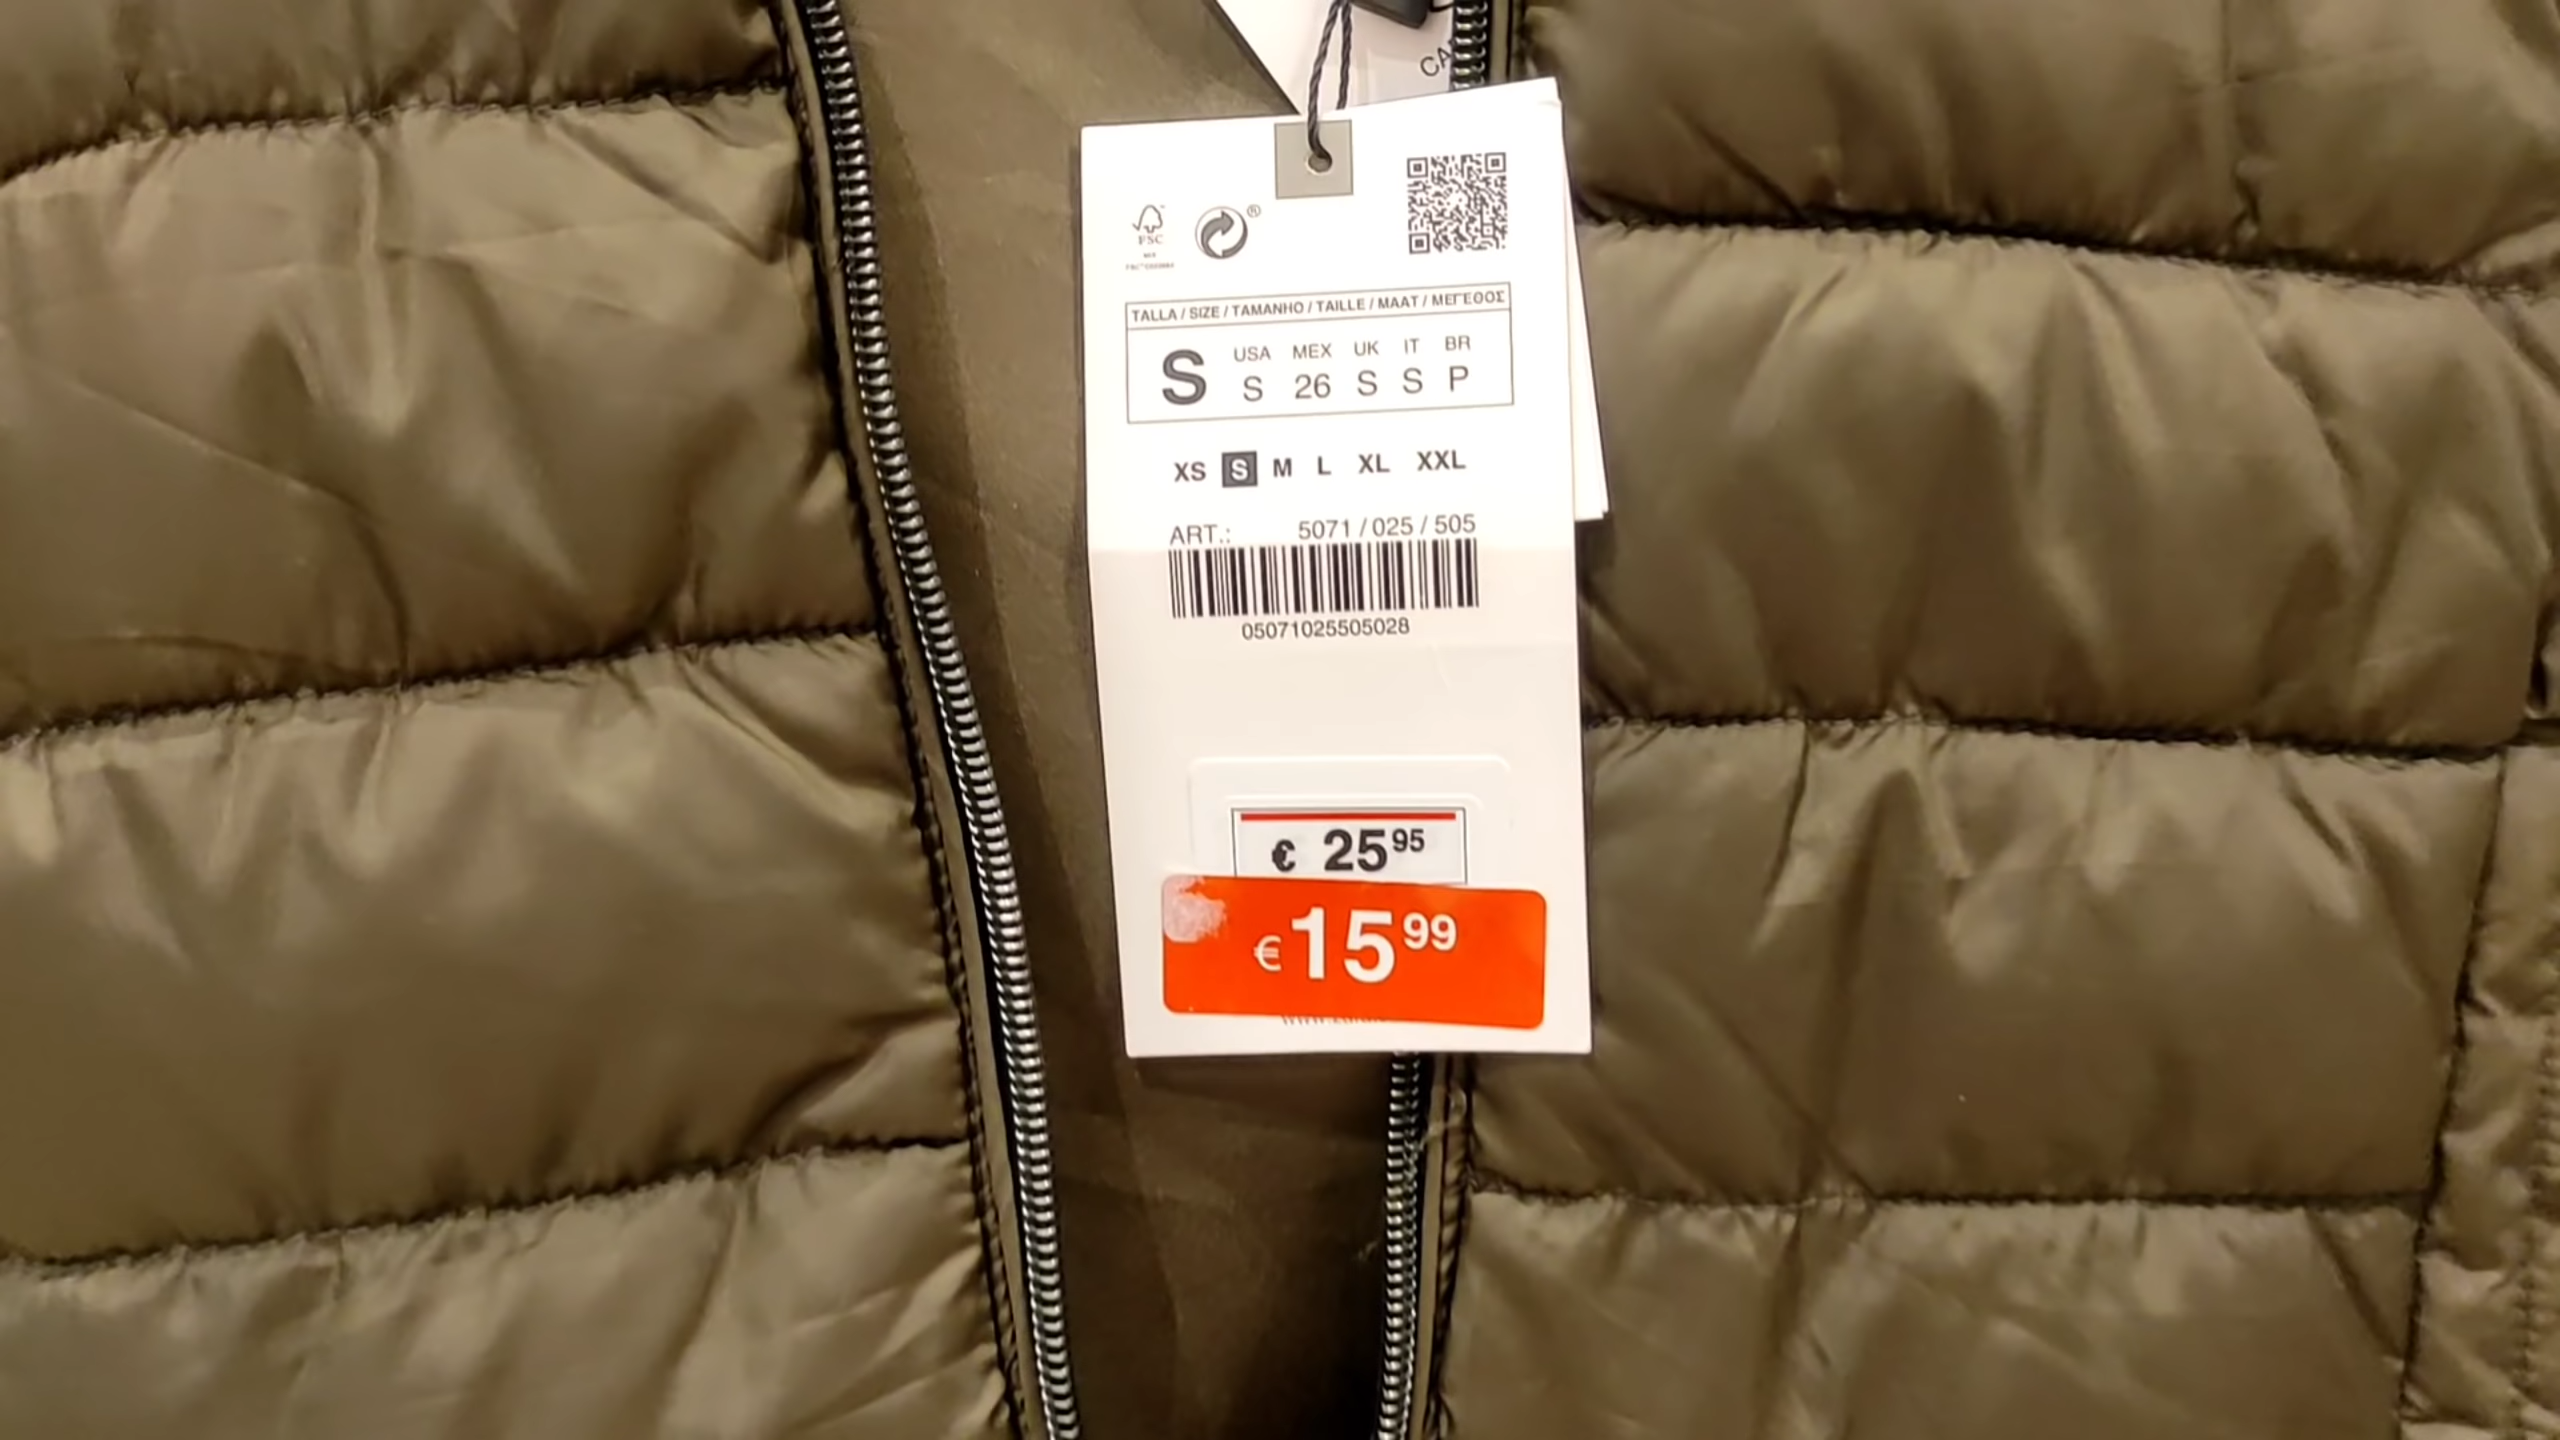 CA
FSC
®
TALLA / SIZE / TAMANHO / TAILLE / MAAT / ΜΕΓΕΘΟΣ
S
USA MEX UK IT BR
S 26 S S P
XS S M L XL XXL
ART.: 5071 / 025 / 505
05071025505028
€ 25 95
€ 15 99